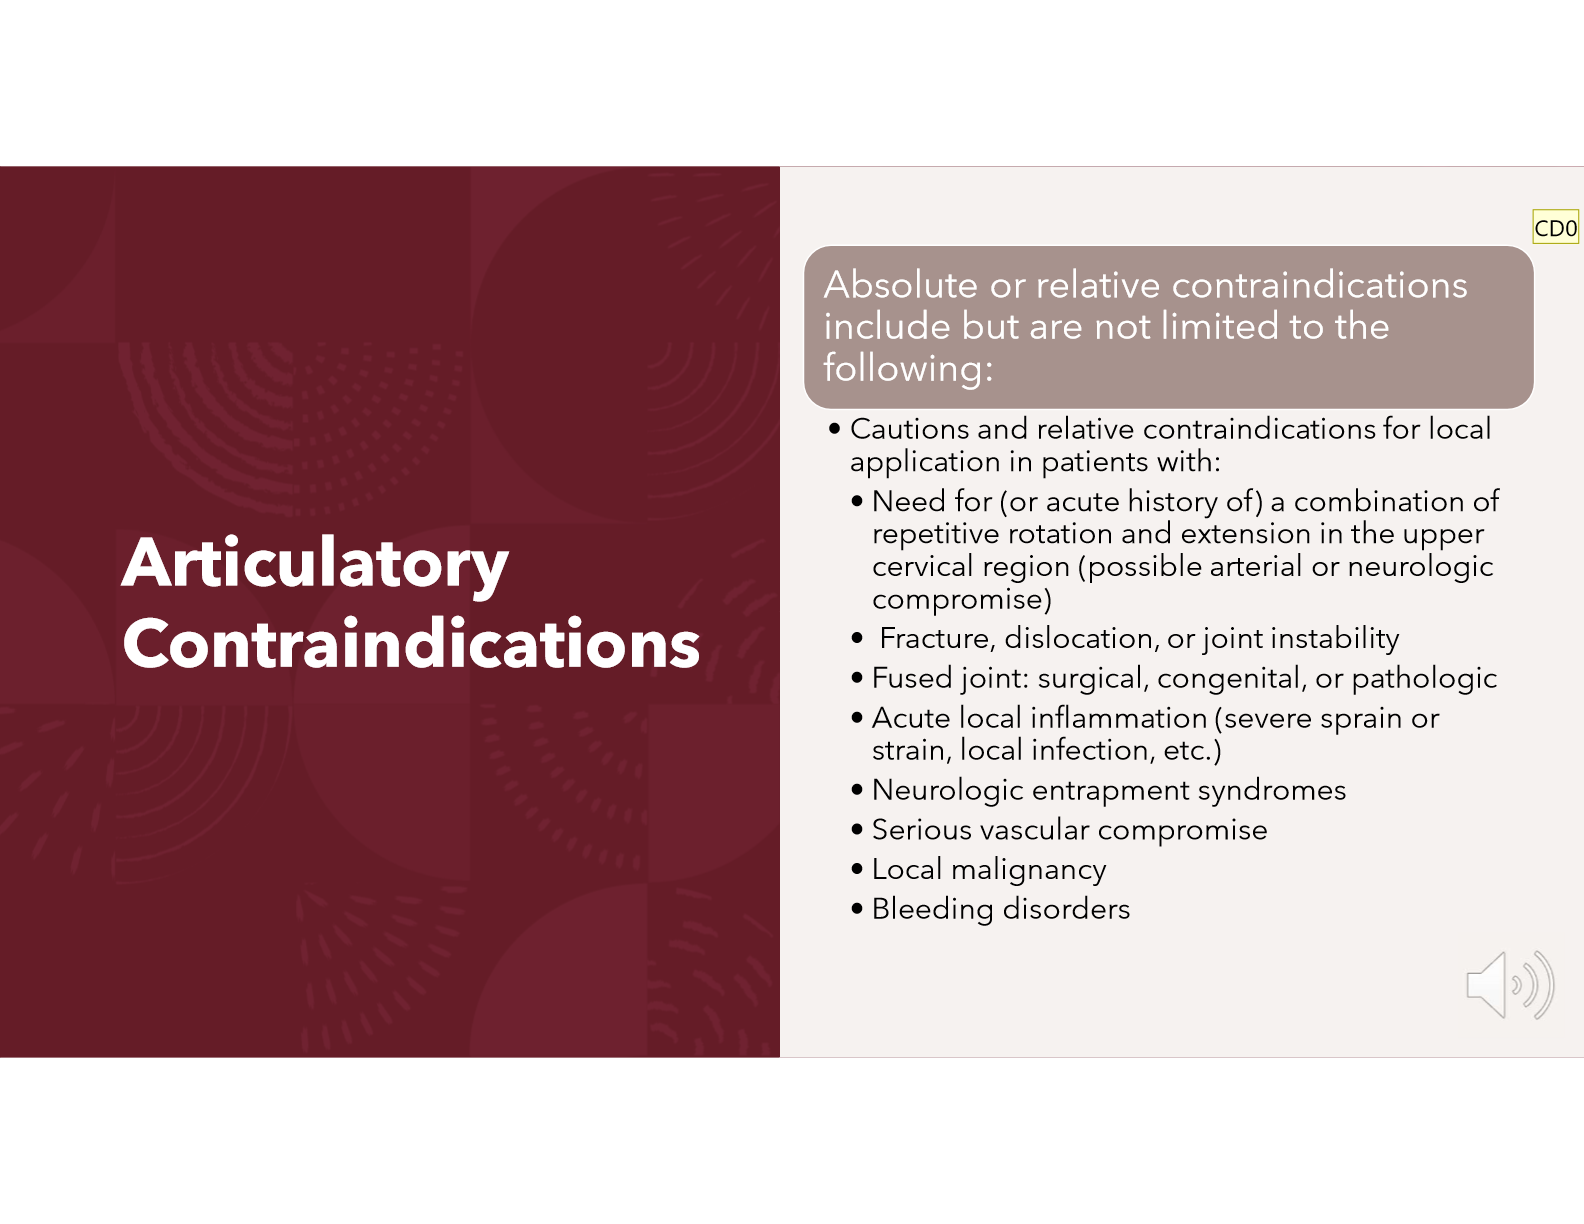 Articulatory
Contraindications
CD0
Absolute or relative contraindications
include but are not limited to the
following:
• Cautions and relative contraindications for local
application in patients with:
• Need for (or acute history of) a combination of
repetitive rotation and extension in the upper
cervical region (possible arterial or neurologic
compromise)
• Fracture, dislocation, or joint instability
• Fused joint: surgical, congenital, or pathologic
• Acute local inflammation (severe sprain or
strain, local infection, etc.)
• Neurologic entrapment syndromes
• Serious vascular compromise
• Local malignancy
• Bleeding disorders